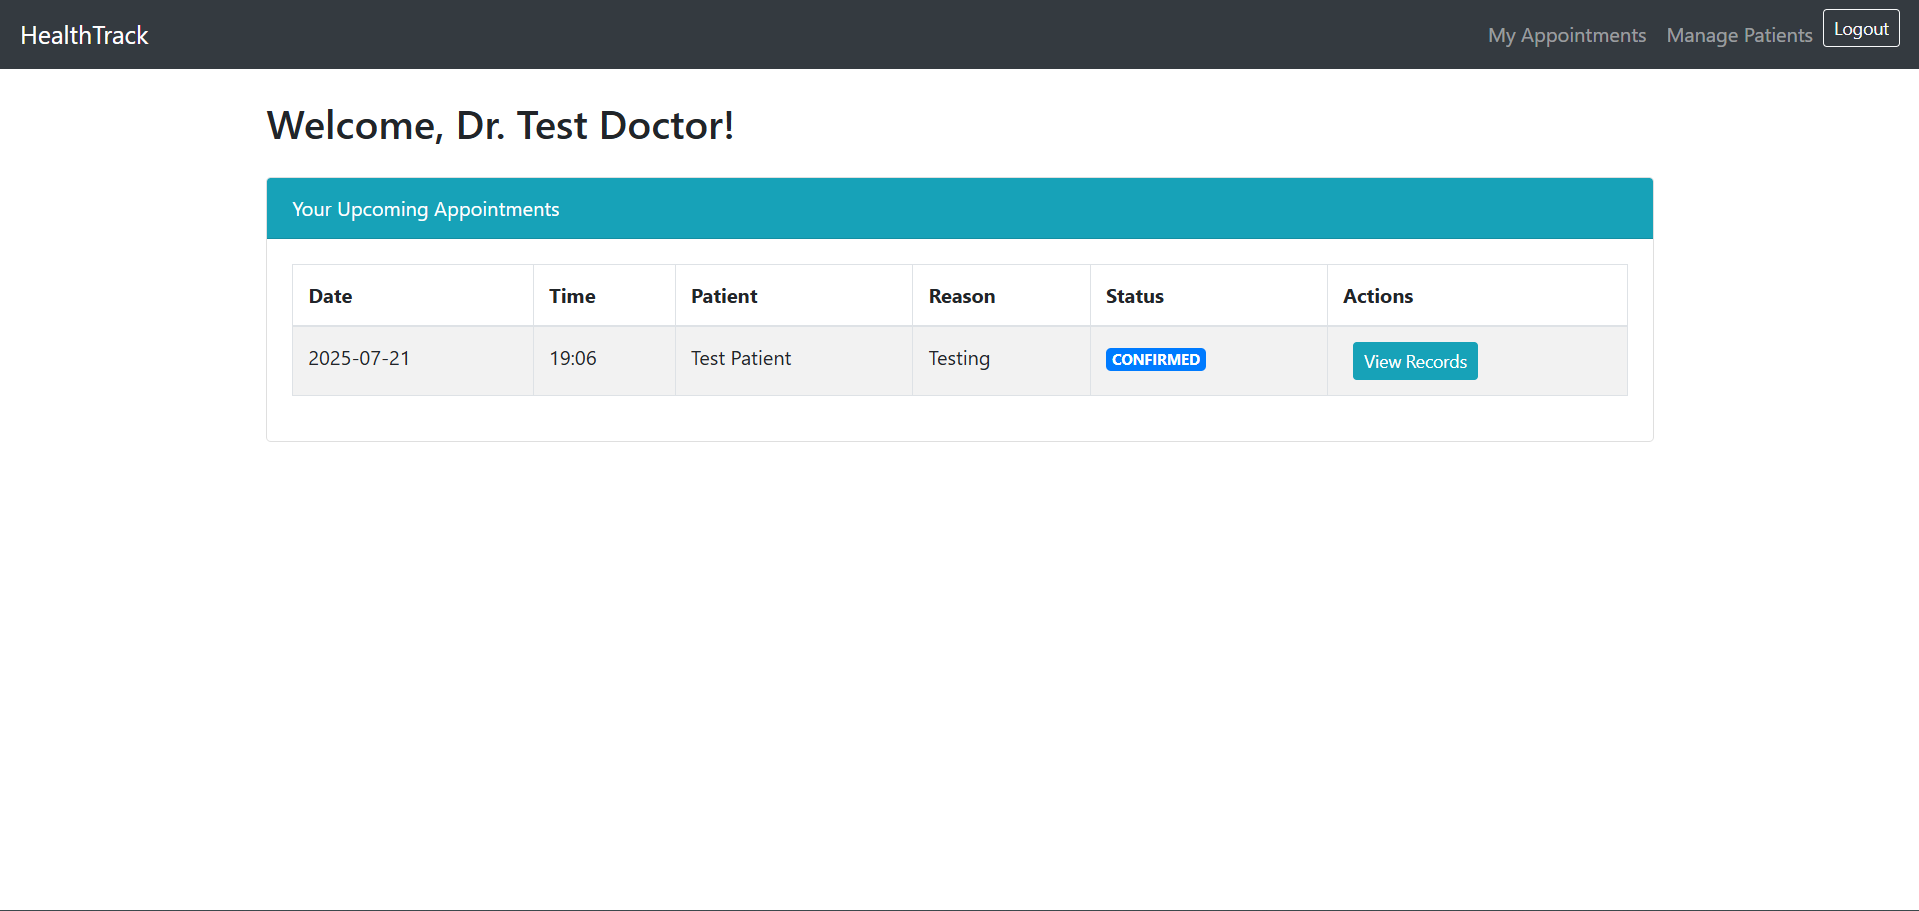 HealthTrack My Appointments Manage Patients Logout
Welcome, Dr. Test Doctor!
Your Upcoming Appointments
Date Time Patient Reason Status Actions
2025-07-21 19:06 Test Patient Testing CONFIRMED View Records